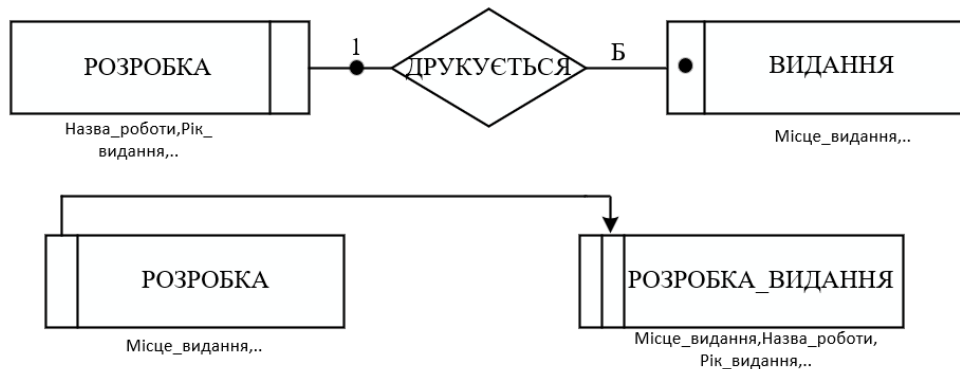 РОЗРОБКА
1
ДРУКУЄТЬСЯ
Б
ВИДАННЯ
Назва_роботи,Рік_
видання,..
Місце_видання,..
РОЗРОБКА
РОЗРОБКА_ВИДАННЯ
Місце_видання,..
Місце_видання,Назва_роботи,
Рік_видання,..